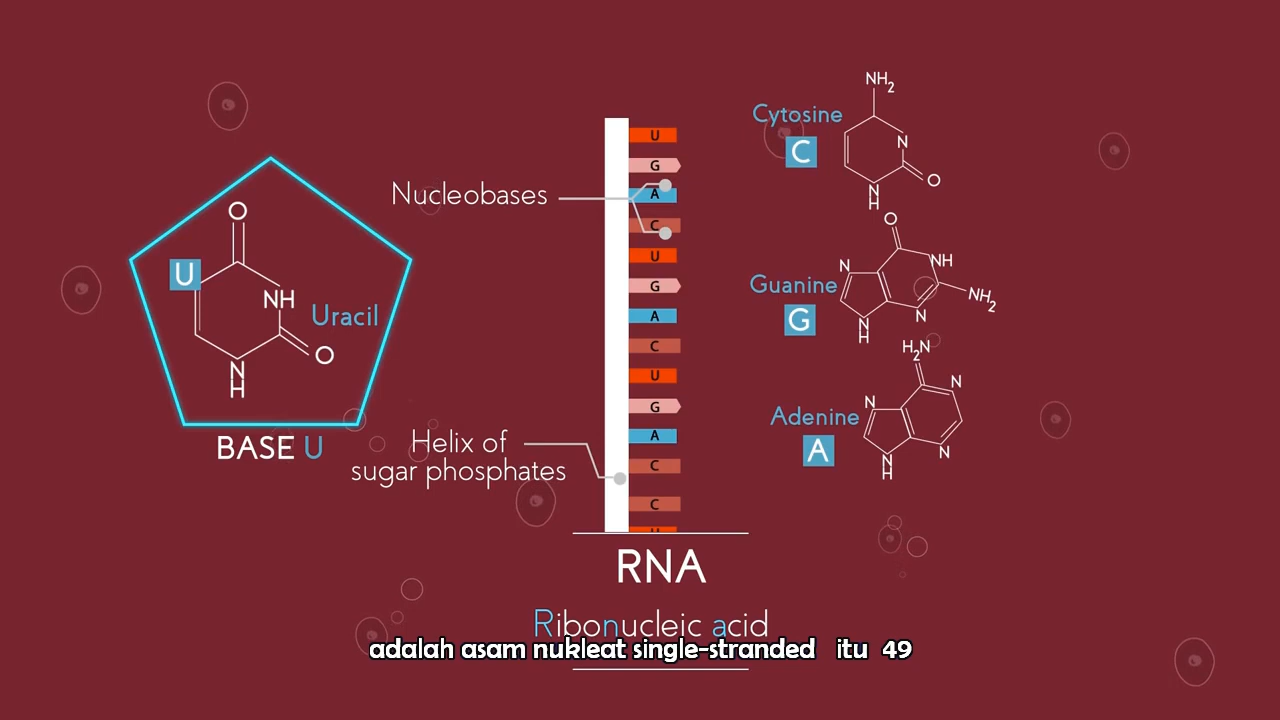 NH2
Cytosine
C
N
O
N
H
Nucleobases
O
U
NH
Uracil
O
N
H
BASE U
U
G
A
C
U
G
A
C
U
G
A
C
C
U
O
N
NH
Guanine
G
NH2
N
N
H
H2N
N
N
Adenine
A
N
N
H
Helix of
sugar phosphates
RNA
Ribonucleic acid
adalah asam nukleat single-stranded itu 49